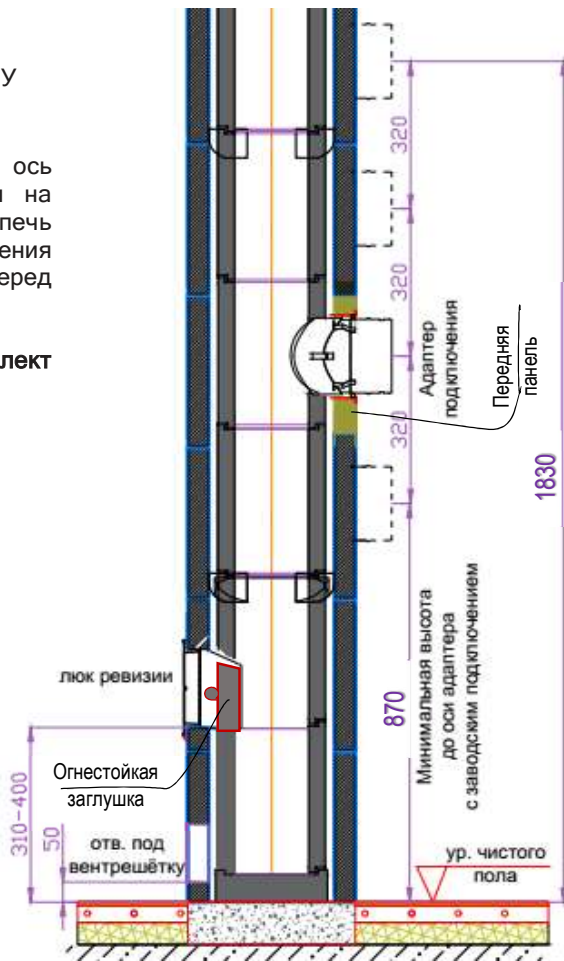 У
ось
на
печь
ения
еред
лект
320
320
320
Адаптер
подключения
Передняя
панель
1830
870
Минимальная высота
до оси адаптера
с заводским подключением
люк ревизии
Огнестойкая
заглушка
310-400
50
отв. под
вентрешётку
ур. чистого
пола